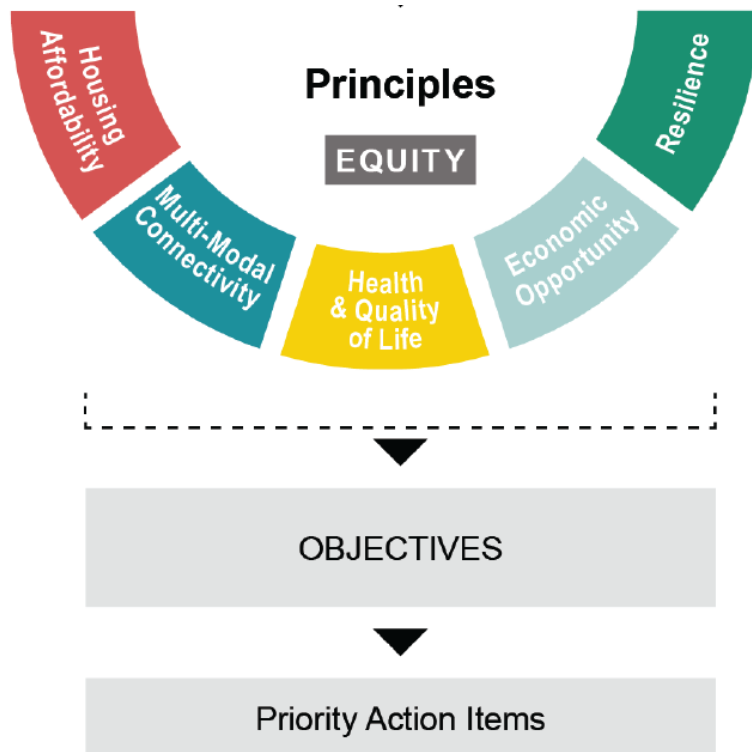 Principles
EQUITY
Housing
Affordability
Multi-Modal
Connectivity
Health
& Quality
of Life
Economic
Opportunity
Resilience
OBJECTIVES
Priority Action Items